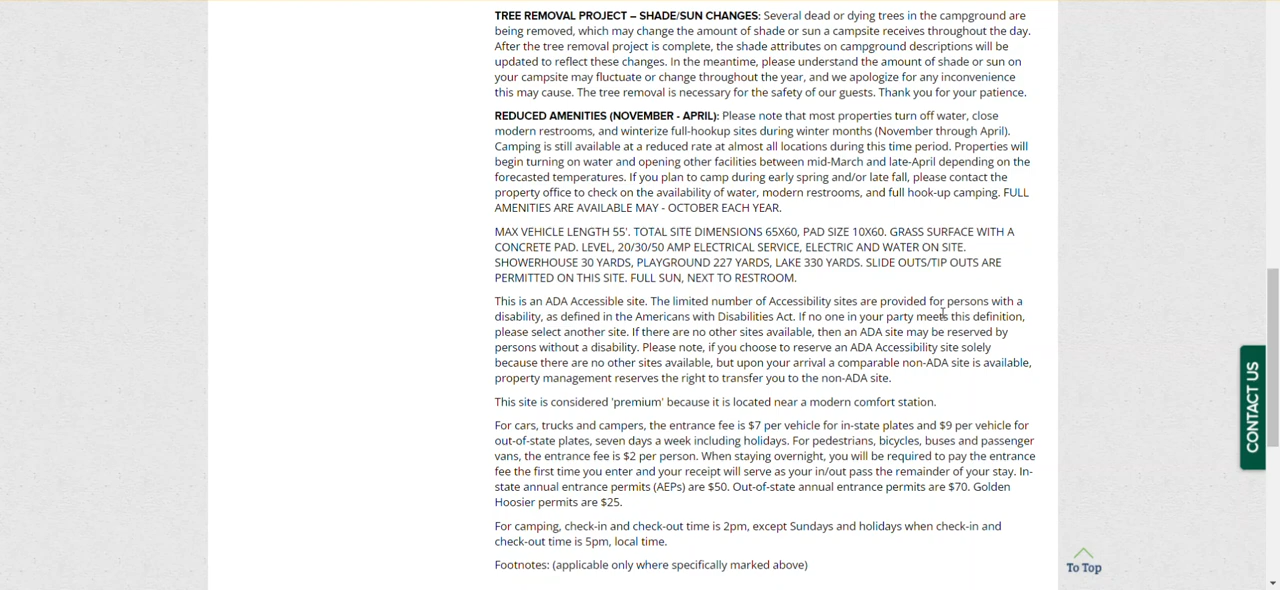 TREE REMOVAL PROJECT – SHADE/SUN CHANGES: Several dead or dying trees in the campground are
being removed, which may change the amount of shade or sun a campsite receives throughout the day.
After the tree removal project is complete, the shade attributes on campground descriptions will be
updated to reflect these changes. In the meantime, please understand the amount of shade or sun on
your campsite may fluctuate or change throughout the year, and we apologize for any inconvenience
this may cause. The tree removal is necessary for the safety of our guests. Thank you for your patience.
REDUCED AMENITIES (NOVEMBER - APRIL): Please note that most properties turn off water, close
modern restrooms, and winterize full-hookup sites during winter months (November through April).
Camping is still available at a reduced rate at almost all locations during this time period. Properties will
begin turning on water and opening other facilities between mid-March and late-April depending on the
forecasted temperatures. If you plan to camp during early spring and/or late fall, please contact the
property office to check on the availability of water, modern restrooms, and full hook-up camping. FULL
AMENITIES ARE AVAILABLE MAY - OCTOBER EACH YEAR.
MAX VEHICLE LENGTH 55'. TOTAL SITE DIMENSIONS 65X60, PAD SIZE 10X60. GRASS SURFACE WITH A
CONCRETE PAD. LEVEL, 20/30/50 AMP ELECTRICAL SERVICE, ELECTRIC AND WATER ON SITE.
SHOWERHOUSE 30 YARDS, PLAYGROUND 227 YARDS, LAKE 330 YARDS. SLIDE OUTS/TIP OUTS ARE
PERMITTED ON THIS SITE. FULL SUN, NEXT TO RESTROOM.
This is an ADA Accessible site. The limited number of Accessibility sites are provided for persons with a
disability, as defined in the Americans with Disabilities Act. If no one in your party meets this definition,
please select another site. If there are no other sites available, then an ADA site may be reserved by
persons without a disability. Please note, if you choose to reserve an ADA Accessibility site solely
because there are no other sites available, but upon your arrival a comparable non-ADA site is available,
property management reserves the right to transfer you to the non-ADA site.
This site is considered 'premium' because it is located near a modern comfort station.
For cars, trucks and campers, the entrance fee is $7 per vehicle for in-state plates and $9 per vehicle for
out-of-state plates, seven days a week including holidays. For pedestrians, bicycles, buses and passenger
vans, the entrance fee is $2 per person. When staying overnight, you will be required to pay the entrance
fee the first time you enter and your receipt will serve as your in/out pass the remainder of your stay. In-
state annual entrance permits (AEPs) are $50. Out-of-state annual entrance permits are $70. Golden
Hoosier permits are $25.
For camping, check-in and check-out time is 2pm, except Sundays and holidays when check-in and
check-out time is 5pm, local time.
Footnotes: (applicable only where specifically marked above)
CONTACT US
To Top